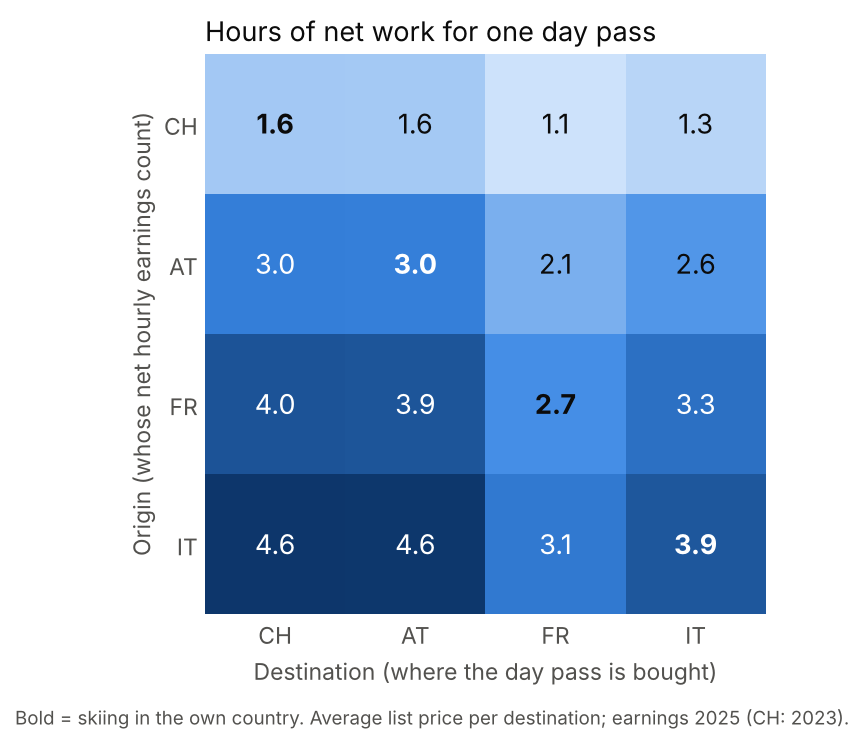 Hours of net work for one day pass
Origin (whose net hourly earnings count)
CH 1.6 1.6 1.1 1.3
AT 3.0 3.0 2.1 2.6
FR 4.0 3.9 2.7 3.3
IT 4.6 4.6 3.1 3.9
CH AT FR IT
Destination (where the day pass is bought)
Bold = skiing in the own country. Average list price per destination; earnings 2025 (CH: 2023).